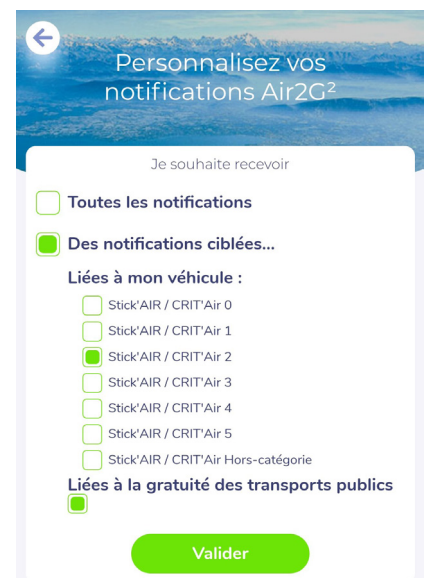 Personnalisez vos
notifications Air2G²
Je souhaite recevoir
Toutes les notifications
Des notifications ciblées...
Liées à mon véhicule :
Stick'AIR / CRIT'Air 0
Stick'AIR / CRIT'Air 1
Stick'AIR / CRIT'Air 2
Stick'AIR / CRIT'Air 3
Stick'AIR / CRIT'Air 4
Stick'AIR / CRIT'Air 5
Stick'AIR / CRIT'Air Hors-catégorie
Liées à la gratuité des transports publics
Valider